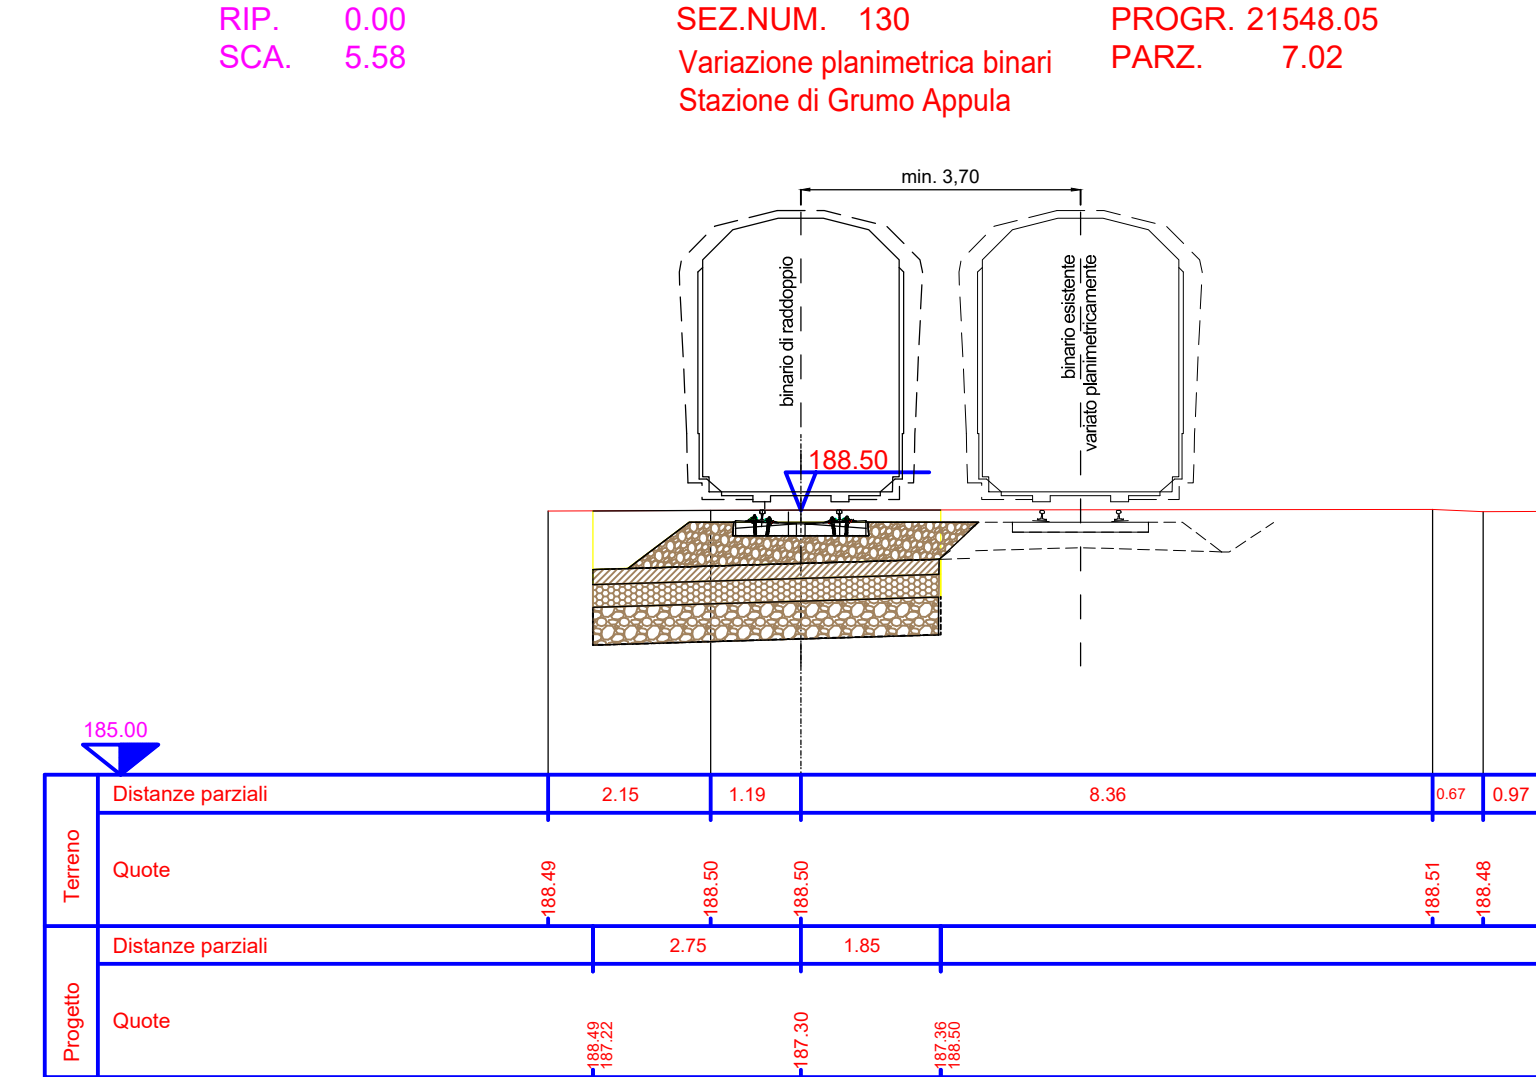 RIP. 0.00
SCA. 5.58
SEZ.NUM. 130
Variazione planimetrica binari
Stazione di Grumo Appula
PROGR. 21548.05
PARZ. 7.02
min. 3,70
binario di raddoppio
binario esistente
variato planimetricamente
188.50
185.00
Terreno
Distanze parziali 2.15 1.19 8.36 0.67 0.97
Quote 188.49 188.50 188.50 188.51 188.48
Progetto
Distanze parziali 2.75 1.85
Quote 188.49 187.22 187.30 187.36 188.50